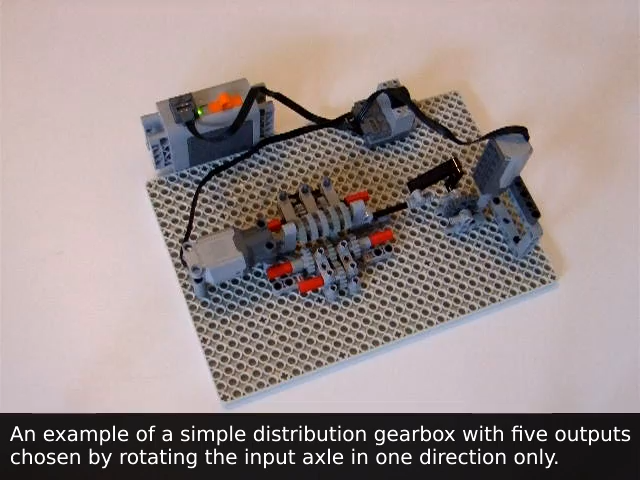 An example of a simple distribution gearbox with five outputs
chosen by rotating the input axle in one direction only.